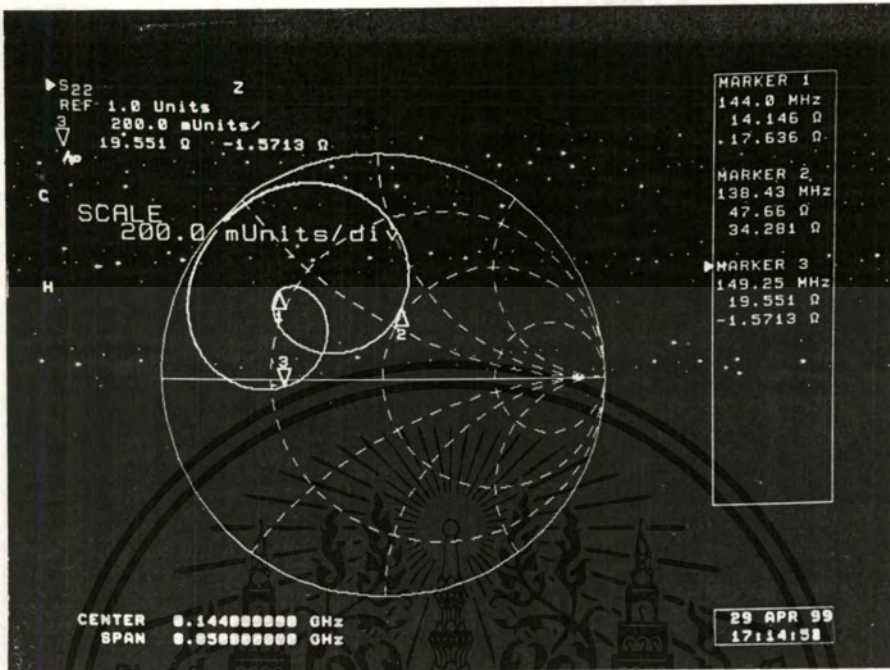 S22 Z
REF 1.0 Units
3 200.0 mUnits/
19.551 Ω -1.5713 Ω
C
SCALE
200.0 mUnits/div
H
1
2
3
MARKER 1
144.0 MHz
14.146 Ω
17.636 Ω
MARKER 2
138.43 MHz
47.66 Ω
34.281 Ω
MARKER 3
149.25 MHz
19.551 Ω
-1.5713 Ω
CENTER 0.144000000 GHz
SPAN 0.050000000 GHz
29 APR 99
17:14:50